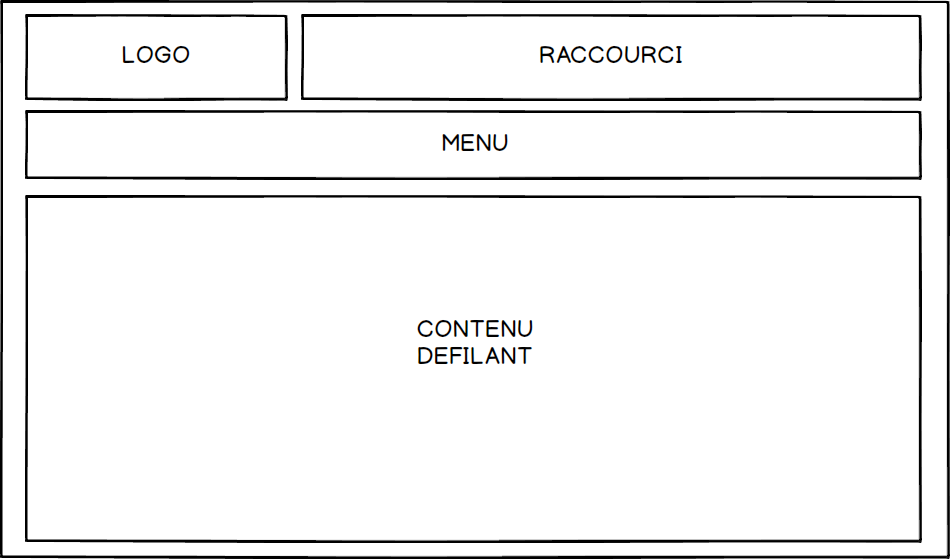 LOGO
RACCOURCI
MENU
CONTENU
DEFILANT